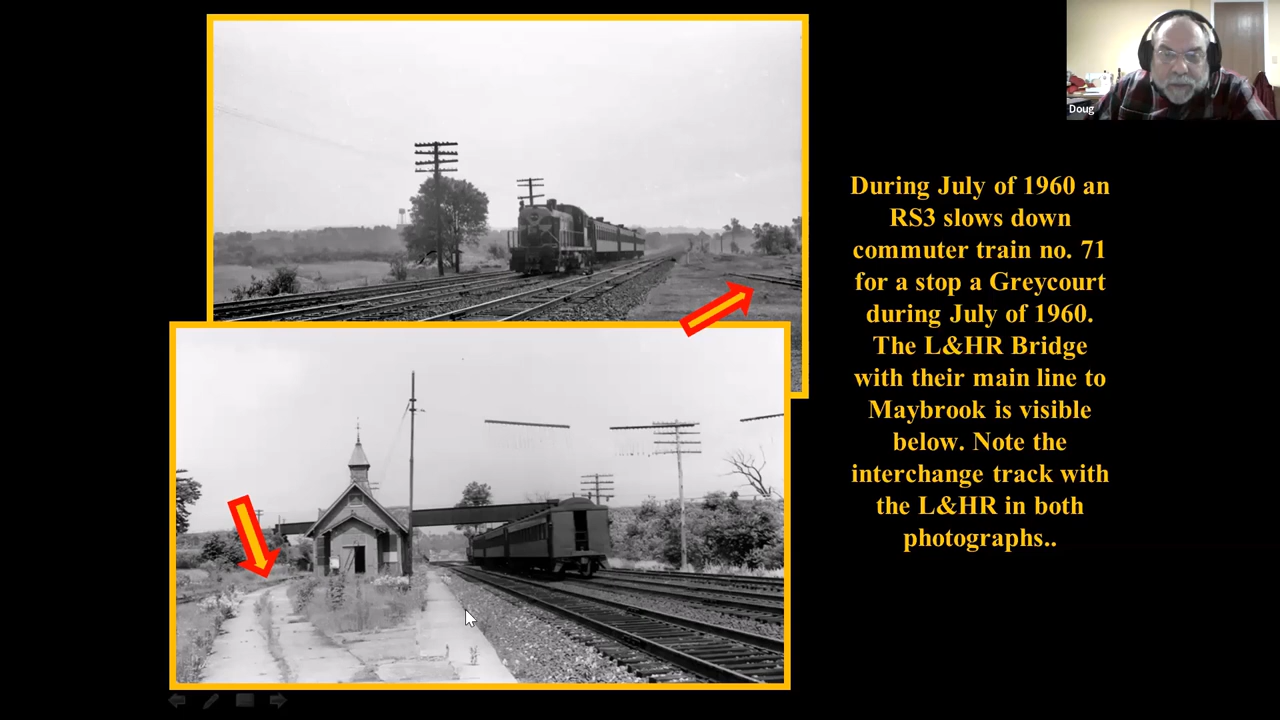 Doug
During July of 1960 an
RS3 slows down
commuter train no. 71
for a stop a Greycourt
during July of 1960.
The L&HR Bridge
with their main line to
Maybrook is visible
below. Note the
interchange track with
the L&HR in both
photographs..